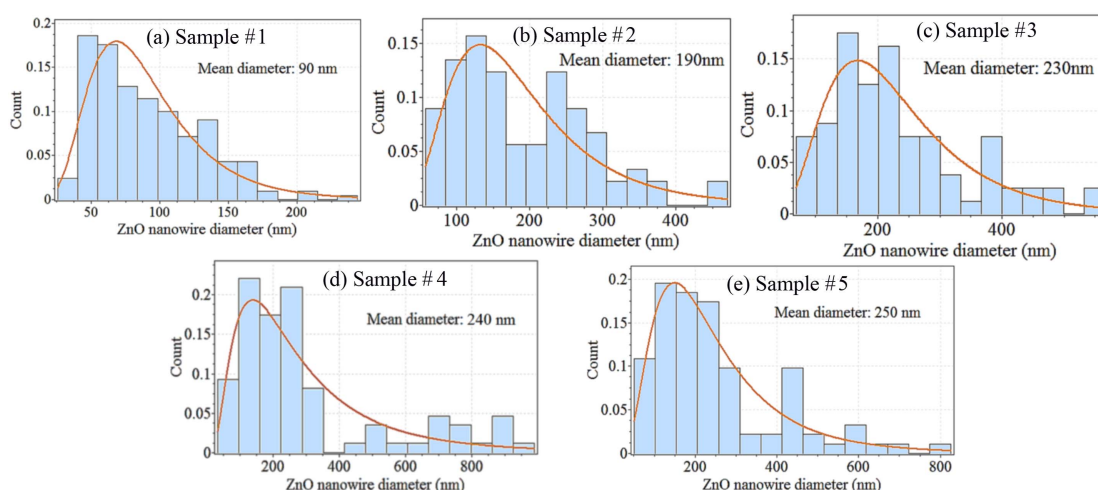 (a) Sample #1
Mean diameter: 90 nm
Count
0.2
0.15
0.1
0.05
0
50
100
150
200
ZnO nanowire diameter (nm)
(b) Sample #2
Mean diameter: 190nm
Count
0.15
0.1
0.05
0
100
200
300
400
ZnO nanowire diameter (nm)
(c) Sample #3
Mean diameter: 230nm
Count
0.15
0.1
0.05
0
200
400
ZnO nanowire diameter (nm)
(d) Sample #4
Mean diameter: 240 nm
Count
0.2
0.15
0.1
0.05
0
200
400
600
800
ZnO nanowire diameter (nm)
(e) Sample #5
Mean diameter: 250 nm
Count
0.2
0.15
0.1
0.05
0
200
400
600
800
ZnO nanowire diameter (nm)